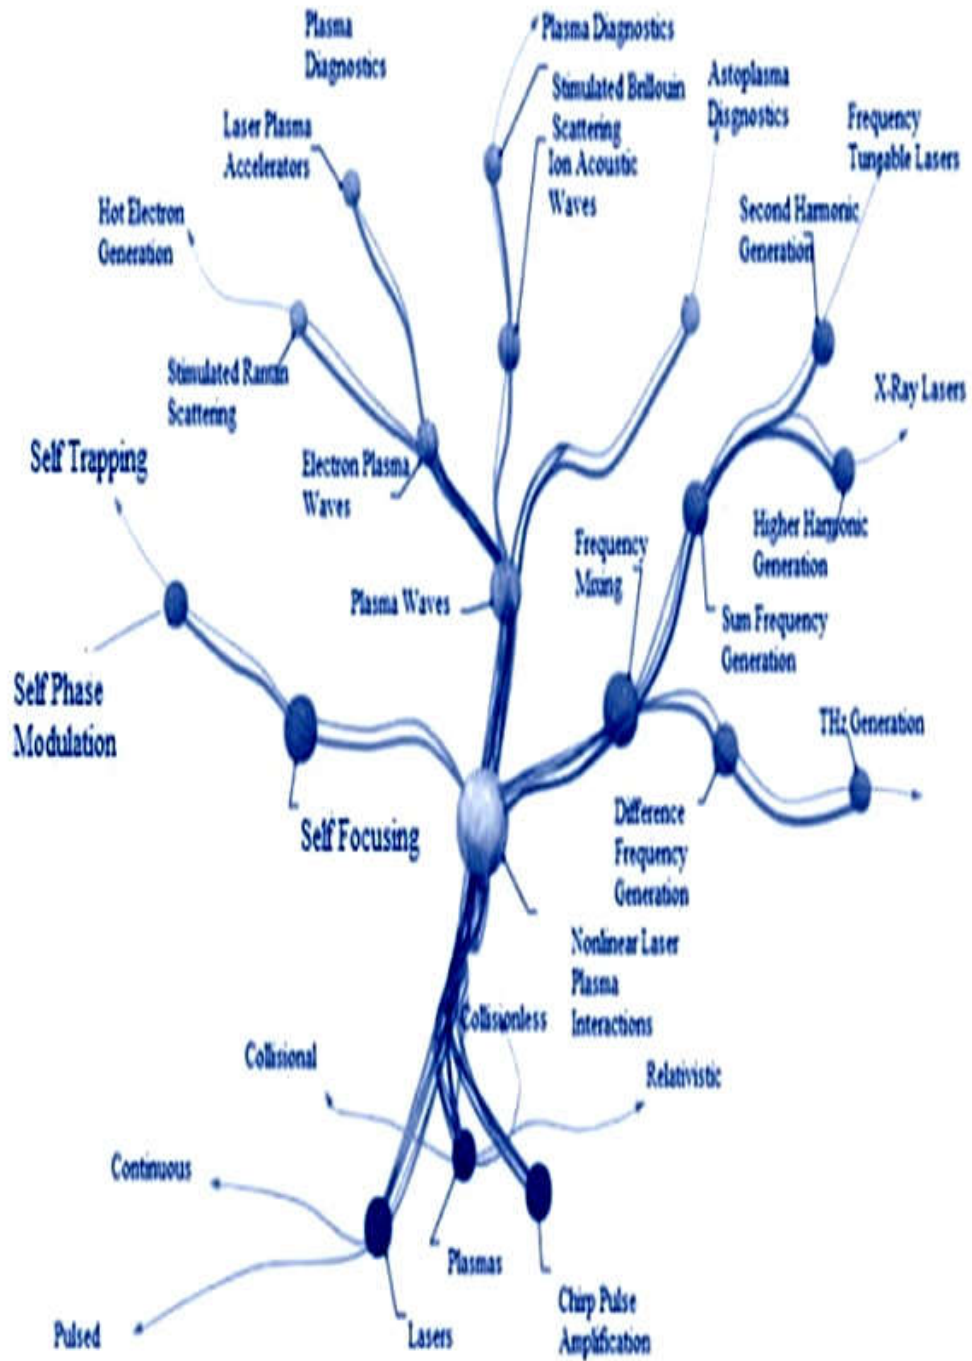 Plasma
Diagnostics
Plasma Diagnostics
Stimulated Brillouin
Scattering
Ion Acoustic
Waves
Astoplasma
Disgnostics
Frequency
Tungable Lasers
Laser Plasma
Accelerators
Hot Electron
Generation
Second Harmonic
Generation
Stimulated Raman
Scattering
X-Ray Lasers
Self Trapping
Electron Plasma
Waves
Higher Harmonic
Generation
Frequency
Mixing
Plasma Waves
Sum Frequency
Generation
Self Phase
Modulation
THz Generation
Self Focusing
Difference
Frequency
Generation
Nonlinear Laser
Plasma
Interactions
Collisionless
Collisional
Relativistic
Continuous
Plasmas
Chirp Pulse
Amplification
Pulsed
Lasers